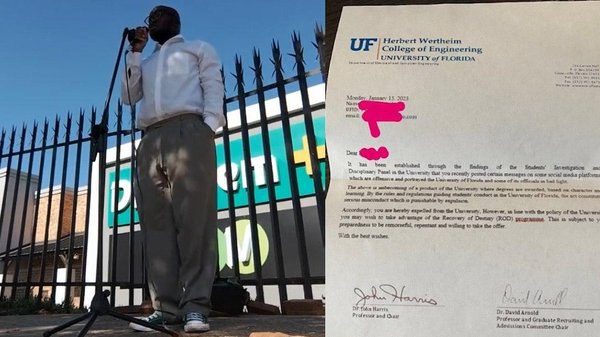 UF Herbert Wertheim
College of Engineering
UNIVERSITY of FLORIDA
Monday, January 13, 2023
Name
email:
Dear
It has been established through the findings of the Students' Investigation and
Disciplinary Panel in the University that you recently posted certain messages on some social media platforms
which are offensive and portrayed the University of Florida and some of its officials in bad light.
The above is unbecoming of a product of the University where degrees are awarded, based on character and
learning. By the rules and regulations guiding students' conduct in the University of Florida, the act constitutes
serious misconduct which is punishable by expulsion.
Accordingly, you are hereby expelled from the University. However, in line with the policy of the University
you may wish to take advantage of the Recovery of Destiny (ROD) programme. This is subject to your
preparedness to be remorseful, repentant and willing to take the offer.
With the best wishes.
John Harris
David Arnold
Dr. John Harris
Professor and Chair
Dr. David Arnold
Professor and Graduate Recruiting and
Admissions Committee Chair